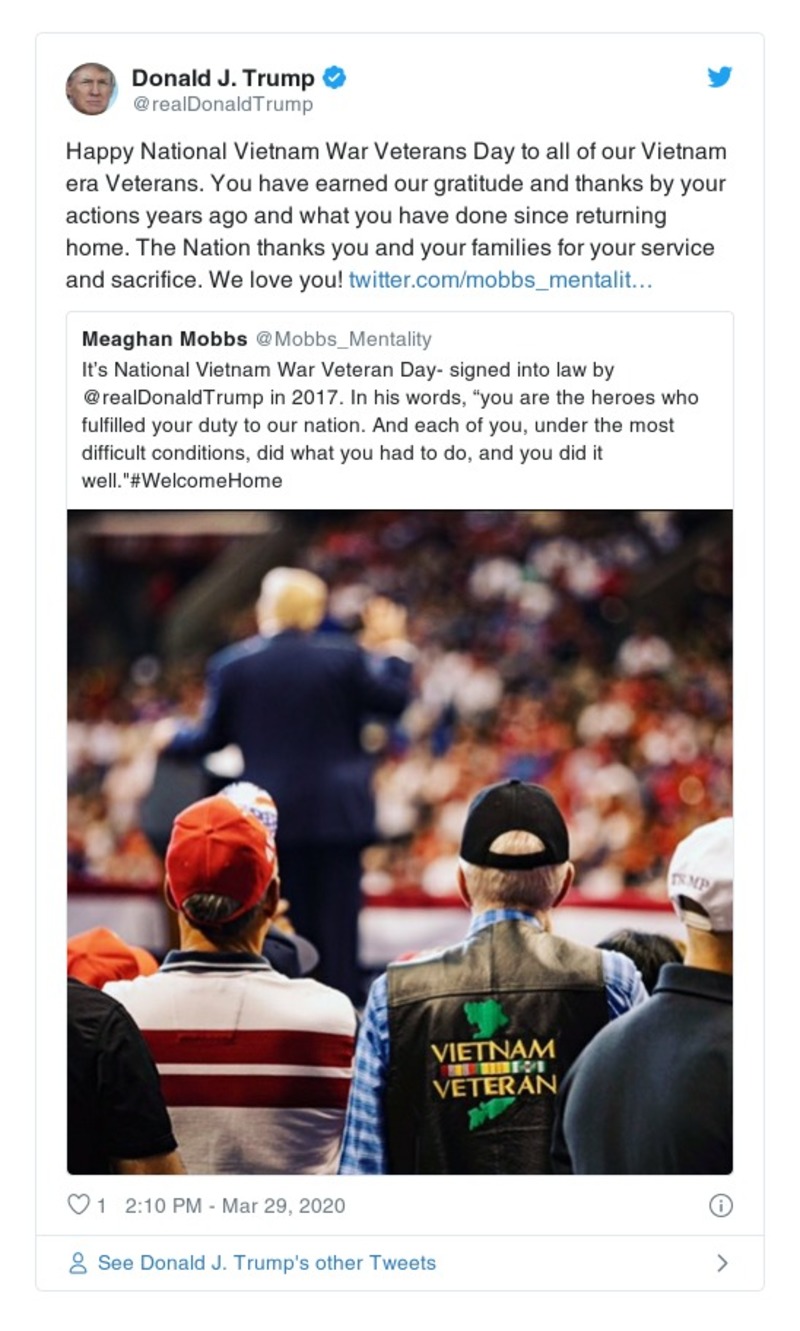 Donald J. Trump
@realDonaldTrump
Happy National Vietnam War Veterans Day to all of our Vietnam
era Veterans. You have earned our gratitude and thanks by your
actions years ago and what you have done since returning
home. The Nation thanks you and your families for your service
and sacrifice. We love you! twitter.com/mobbs_mentalit…
Meaghan Mobbs @Mobbs_Mentality
It’s National Vietnam War Veteran Day- signed into law by
@realDonaldTrump in 2017. In his words, “you are the heroes who
fulfilled your duty to our nation. And each of you, under the most
difficult conditions, did what you had to do, and you did it
well."#WelcomeHome
TRUMP
VIETNAM
VETERAN
1 2:10 PM - Mar 29, 2020
See Donald J. Trump's other Tweets